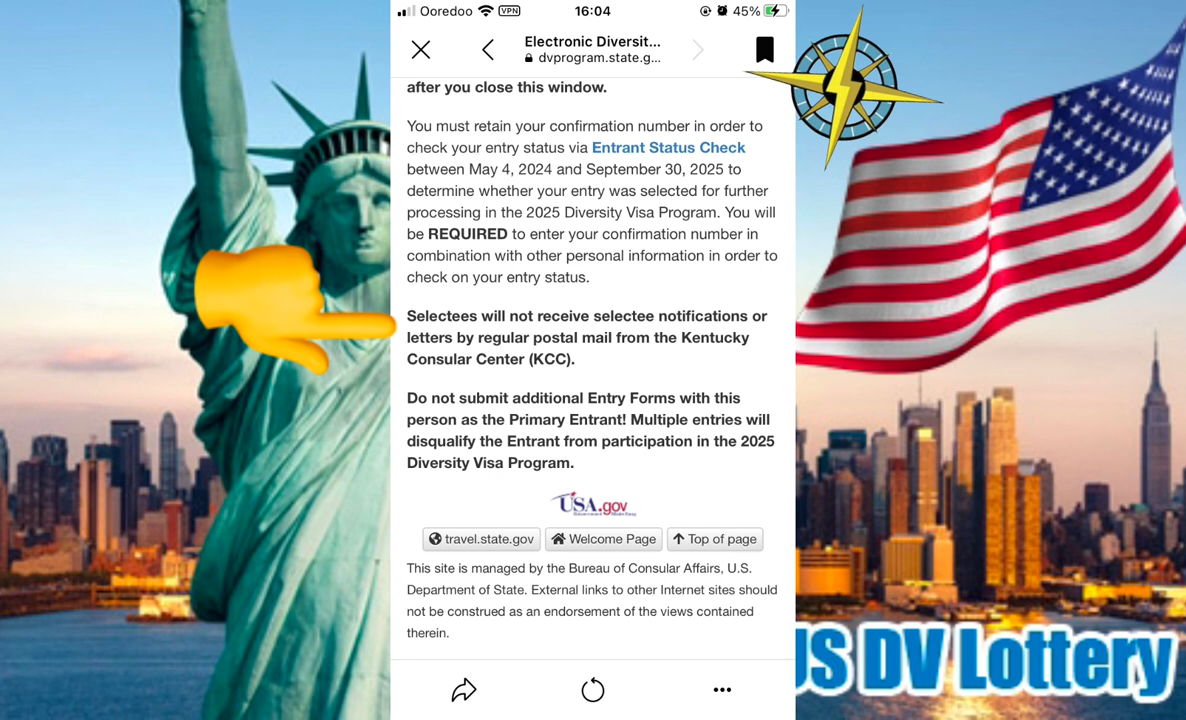 Ooredoo VPN 16:04 45%
Electronic Diversit...
dvprogram.state.g...
after you close this window.
You must retain your confirmation number in order to
check your entry status via Entrant Status Check
between May 4, 2024 and September 30, 2025 to
determine whether your entry was selected for further
processing in the 2025 Diversity Visa Program. You will
be REQUIRED to enter your confirmation number in
combination with other personal information in order to
check on your entry status.
Selectees will not receive selectee notifications or
letters by regular postal mail from the Kentucky
Consular Center (KCC).
Do not submit additional Entry Forms with this
person as the Primary Entrant! Multiple entries will
disqualify the Entrant from participation in the 2025
Diversity Visa Program.
USA.gov
travel.state.gov Welcome Page Top of page
This site is managed by the Bureau of Consular Affairs, U.S.
Department of State. External links to other Internet sites should
not be construed as an endorsement of the views contained
therein.
US DV Lottery